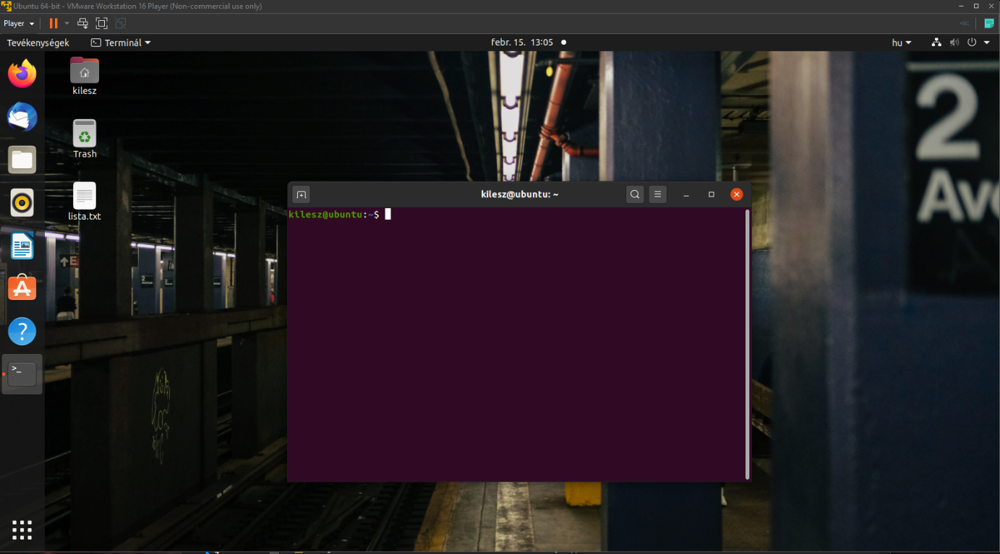 Ubuntu 64-bit - VMware Workstation 16 Player (Non-commercial use only)
Player
Tevékenységek
Terminál
febr. 15. 13:05
hu
kilesz
Trash
lista.txt
kilesz@ubuntu: ~
kilesz@ubuntu:~$
2
Ave
E
2